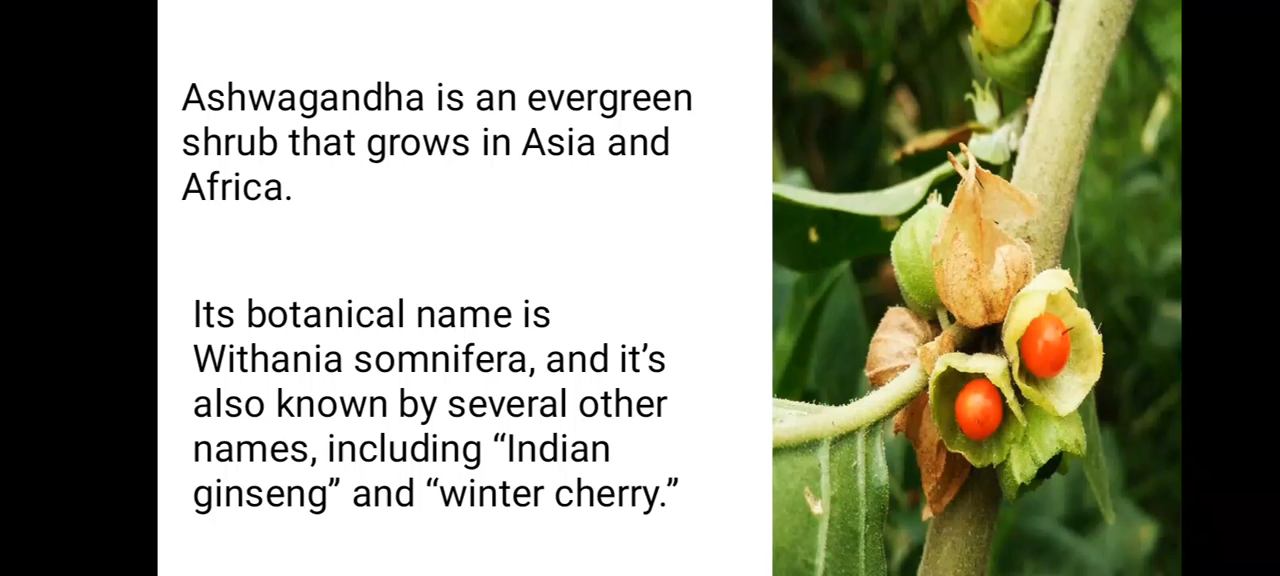 Ashwagandha is an evergreen
shrub that grows in Asia and
Africa.
Its botanical name is
Withania somnifera, and it’s
also known by several other
names, including “Indian
ginseng” and “winter cherry.”